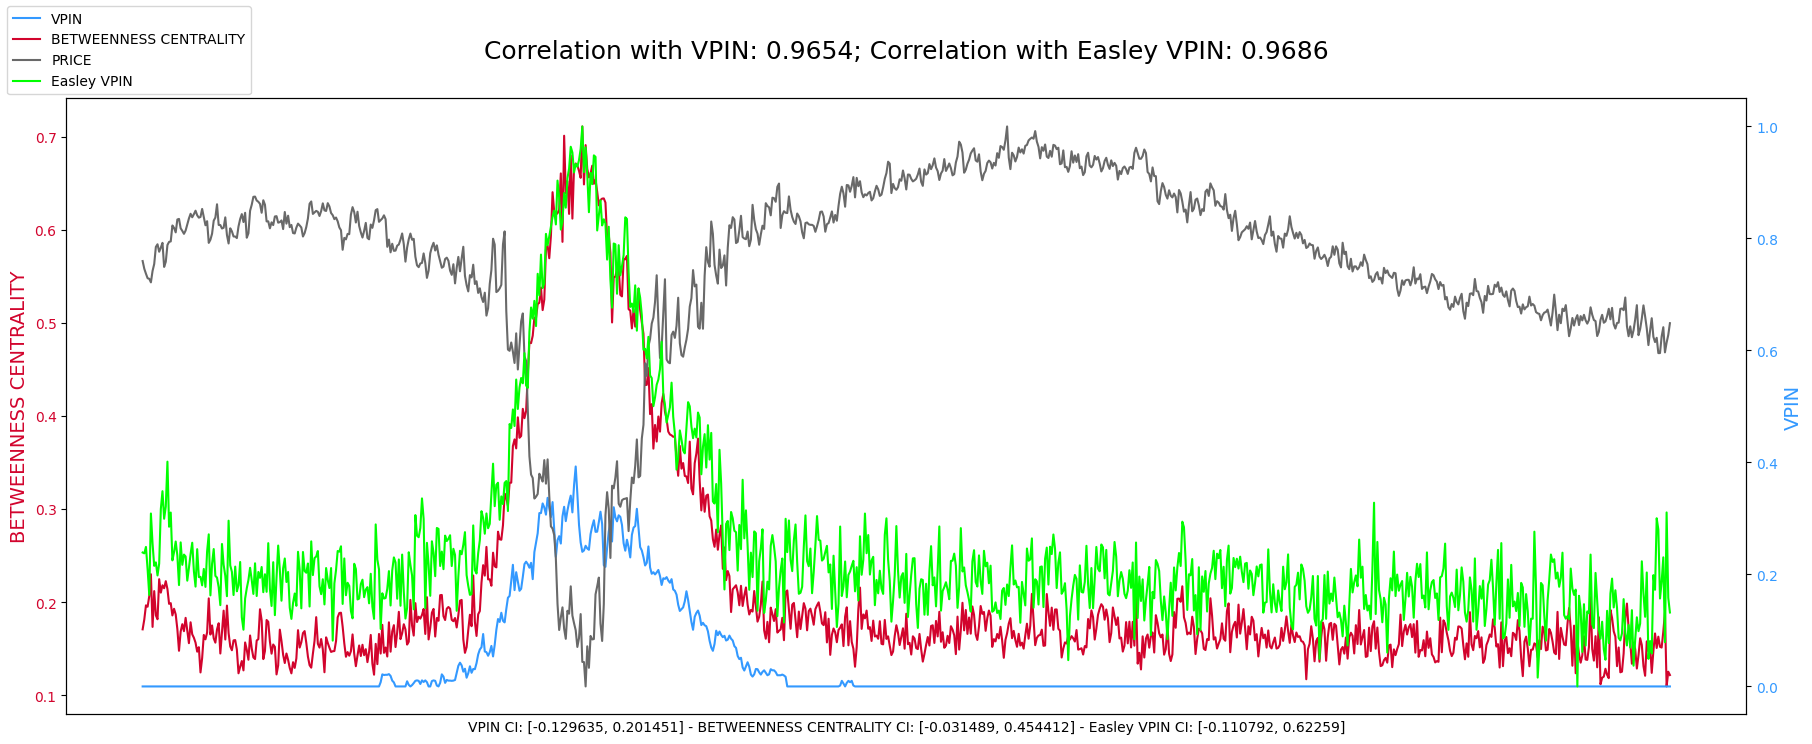 VPIN
BETWEENNESS CENTRALITY
PRICE
Easley VPIN
Correlation with VPIN: 0.9654; Correlation with Easley VPIN: 0.9686
BETWEENNESS CENTRALITY
0.7
0.6
0.5
0.4
0.3
0.2
0.1
1.0
0.8
0.6
0.4
0.2
0.0
VPIN
VPIN CI: [-0.129635, 0.201451] - BETWEENNESS CENTRALITY CI: [-0.031489, 0.454412] - Easley VPIN CI: [-0.110792, 0.62259]